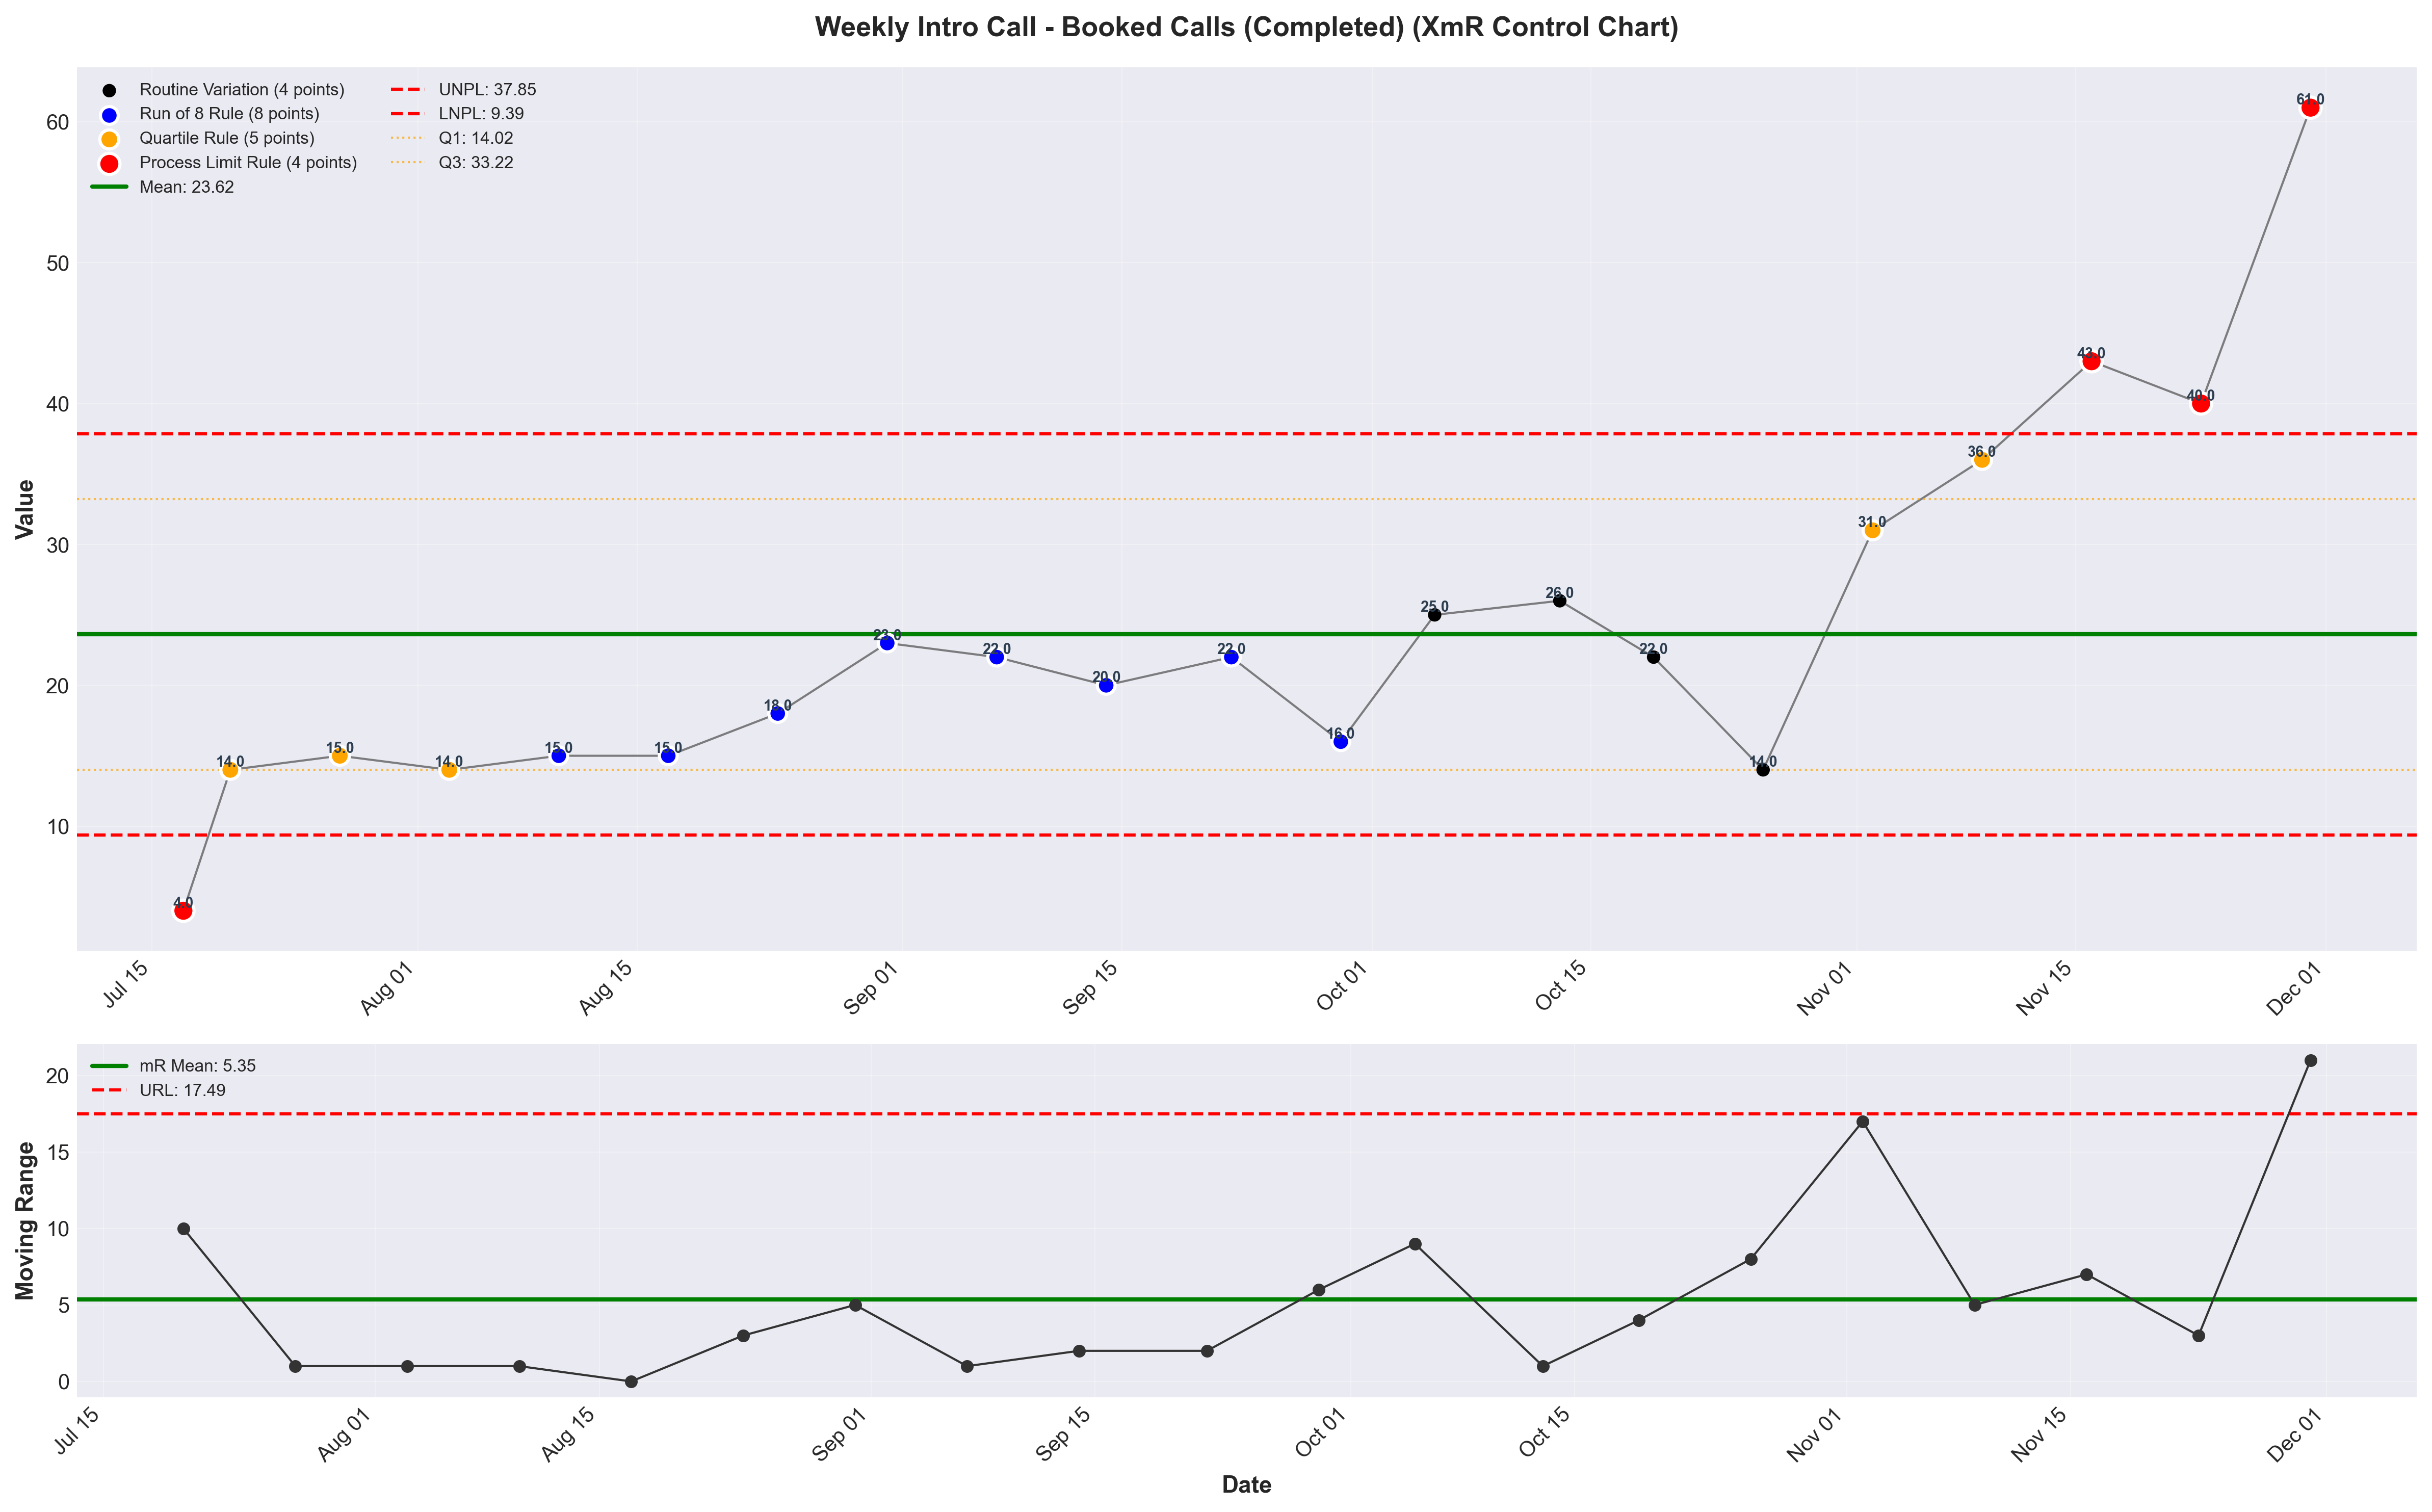 Weekly Intro Call - Booked Calls (Completed) (XmR Control Chart)
Routine Variation (4 points)
Run of 8 Rule (8 points)
Quartile Rule (5 points)
Process Limit Rule (4 points)
Mean: 23.62
UNPL: 37.85
LNPL: 9.39
Q1: 14.02
Q3: 33.22
Value
60
50
40
30
20
10
4.0
14.0
15.0
14.0
15.0
15.0
18.0
23.0
22.0
20.0
22.0
16.0
25.0
26.0
22.0
14.0
31.0
36.0
43.0
40.0
61.0
Jul 15
Aug 01
Aug 15
Sep 01
Sep 15
Oct 01
Oct 15
Nov 01
Nov 15
Dec 01
mR Mean: 5.35
URL: 17.49
Moving Range
20
15
10
5
0
Jul 15
Aug 01
Aug 15
Sep 01
Sep 15
Oct 01
Oct 15
Nov 01
Nov 15
Dec 01
Date